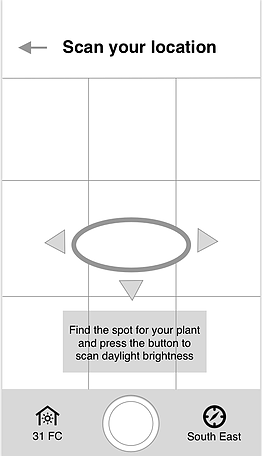 Scan your location
Find the spot for your plant
and press the button to
scan daylight brightness
31 FC
South East